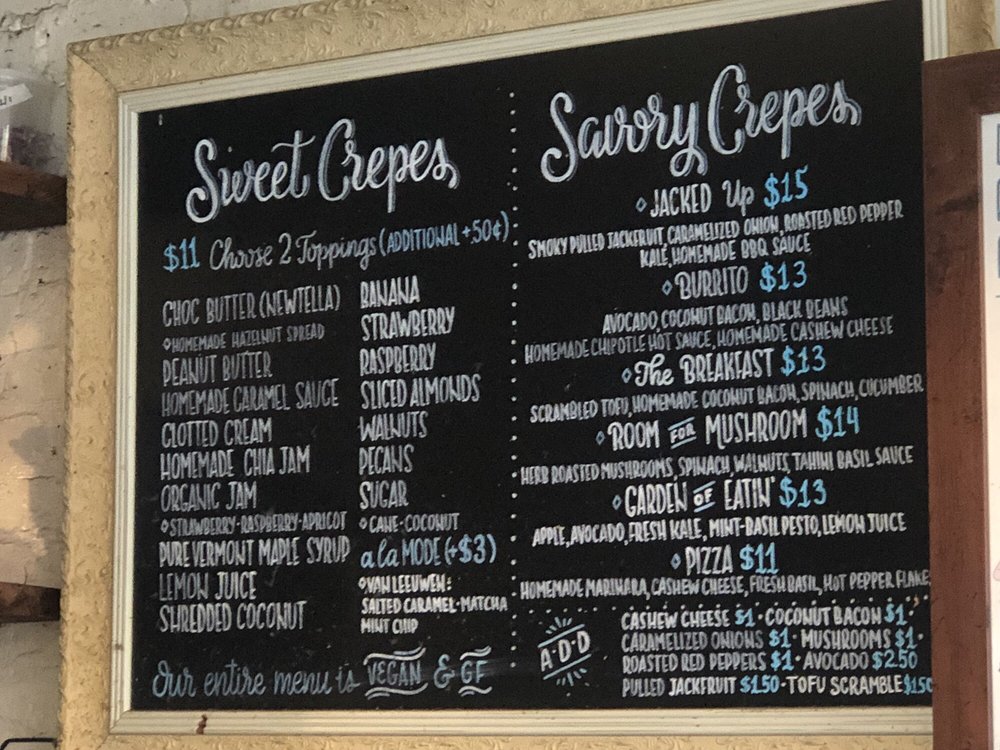 Sweet Crepes
$11 Choose 2 Toppings (ADDITIONAL +50¢)
CHOC BUTTER (NEWTELLA)
◇HOMEMADE HAZELNUT SPREAD
PEANUT BUTTER
HOMEMADE CARAMEL SAUCE
CLOTTED CREAM
HOMEMADE CHIA JAM
ORGANIC JAM
◇STRAWBERRY-RASPBERRY-APRICOT
PURE VERMONT MAPLE SYRUP
LEMON JUICE
SHREDDED COCONUT
BANANA
STRAWBERRY
RASPBERRY
SLICED ALMONDS
WALNUTS
PECANS
SUGAR
◇CANE-COCONUT
a la MODE (+$3)
◇VAN LEEUWEN:
SALTED CARAMEL-MATCHA
MINT CHIP
Our entire menu is VEGAN & GF
Savory Crepes
◇JACKED Up $15
SMOKY PULLED JACKFRUIT, CARAMELIZED ONION, ROASTED RED PEPPER
KALE, HOMEMADE BBQ SAUCE
◇BURRITO $13
AVOCADO, COCONUT BACON, BLACK BEANS
HOMEMADE CHIPOTLE HOT SAUCE, HOMEMADE CASHEW CHEESE
◇The BREAKFAST $13
SCRAMBLED TOFU, HOMEMADE COCONUT BACON, SPINACH, CUCUMBER
◇ROOM FOR MUSHROOM $14
HERB ROASTED MUSHROOMS, SPINACH, WALNUTS, TAHINI BASIL SAUCE
◇GARDEN OF EATIN' $13
APPLE, AVOCADO, FRESH KALE, MINT-BASIL PESTO, LEMON JUICE
◇PIZZA $11
HOMEMADE MARINARA, CASHEW CHEESE, FRESH BASIL, HOT PEPPER FLAKE
ADD
CASHEW CHEESE $1·COCONUT BACON $1·
CARAMELIZED ONIONS $1·MUSHROOMS $1·
ROASTED RED PEPPERS $1·AVOCADO $2.50
PULLED JACKFRUIT $1.50·TOFU SCRAMBLE $1.50